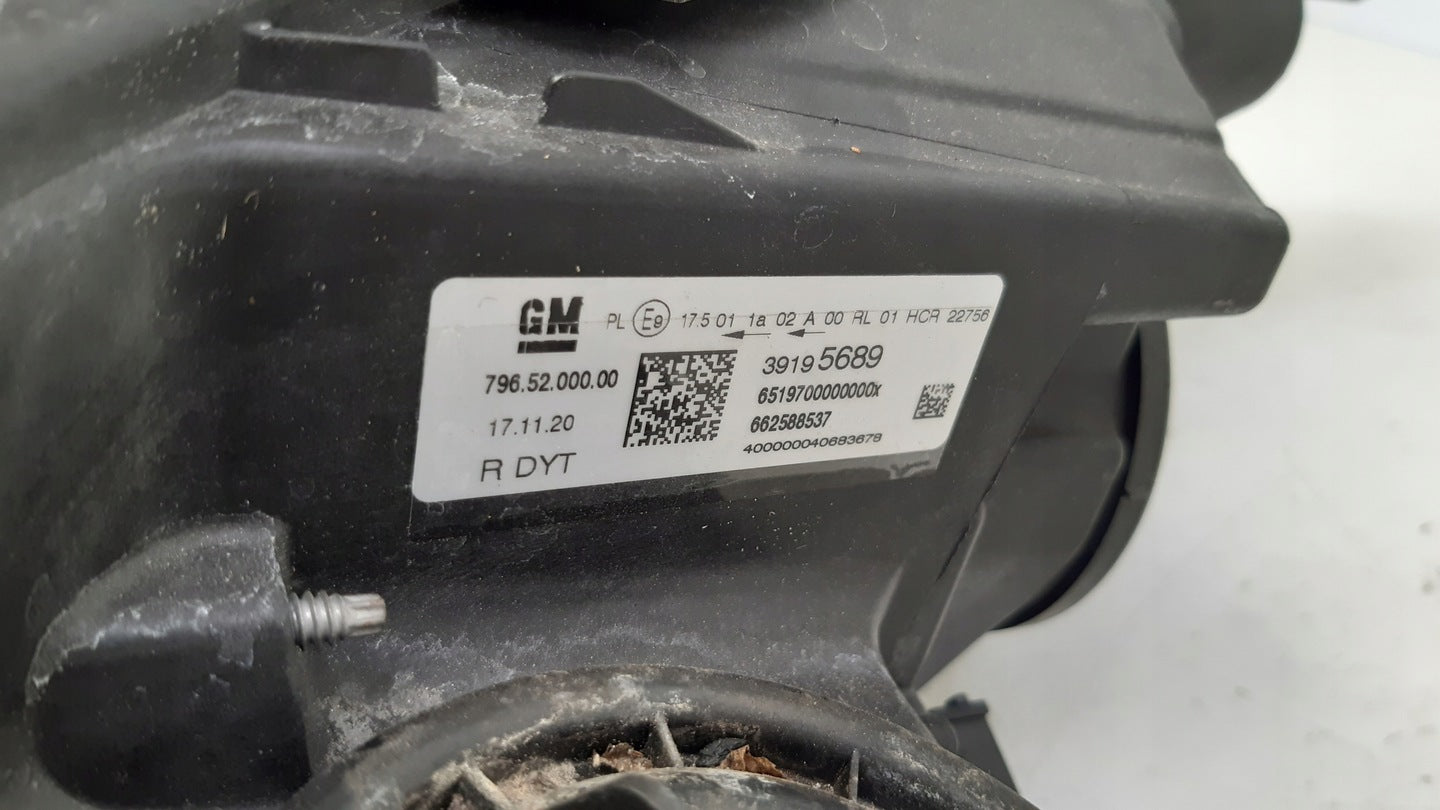 GM PL E9 17.5 01 1a 02 A 00 RL 01 HCR 22756
796.52.000.00
39195689
6519700000000x
17.11.20
662588537
R DYT
400000040683678